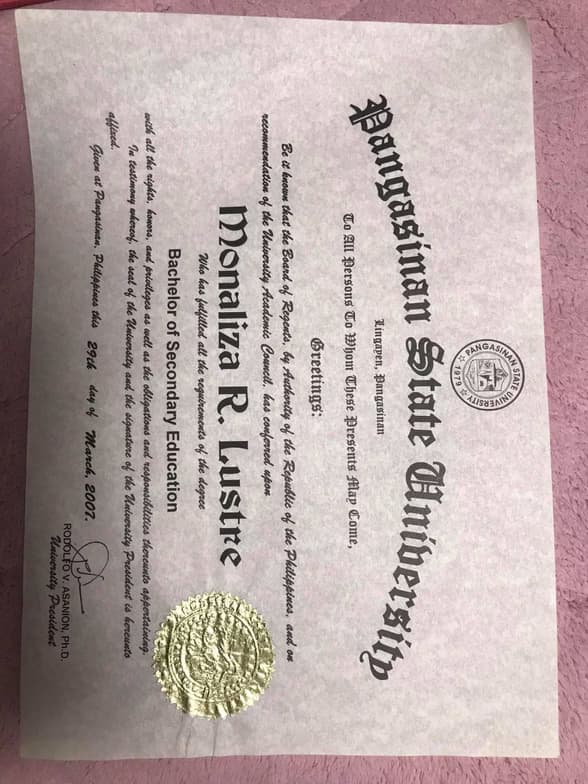 PANGASINAN STATE UNIVERSITY
1979
Pangasinan State University
Lingayen, Pangasinan
To All Persons To Whom These Presents May Come,
Greetings:
Be it known that the Board of Regents, by Authority of the Republic of the Philippines, and on
recommendation of the University Academic Council, has conferred upon
Monaliza R. Lustre
Who has fulfilled all the requirements of the degree
Bachelor of Secondary Education
with all the rights, honors, and privileges as well as the obligations and responsibilities thereunto appertaining.
In testimony whereof, the seal of the University and the signature of the University President is hereunto
affixed.
Given at Pangasinan, Philippines this 29th day of March, 2007.
RODOLFO V. ASANION, Ph.D.
University President